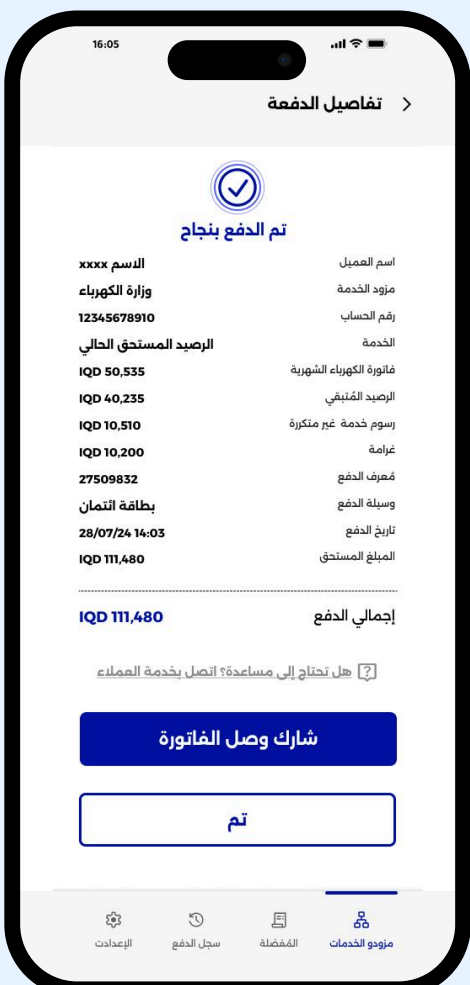 16:05
تفاصيل الدفعة
تم الدفع بنجاح
اسم العميل الاسم xxxx
مزود الخدمة وزارة الكهرباء
رقم الحساب 12345678910
الخدمة الرصيد المستحق الحالي
فاتورة الكهرباء الشهرية IQD 50,535
الرصيد المُتبقي IQD 40,235
رسوم خدمة غير متكررة IQD 10,510
غرامة IQD 10,200
مُعرف الدفع 27509832
وسيلة الدفع بطاقة ائتمان
تاريخ الدفع 28/07/24 14:03
المبلغ المستحق IQD 111,480
إجمالي الدفع IQD 111,480
هل تحتاج إلى مساعدة؟ اتصل بخدمة العملاء
شارك وصل الفاتورة
تم
مزودو الخدمات المُفضلة سجل الدفع الإعدادت